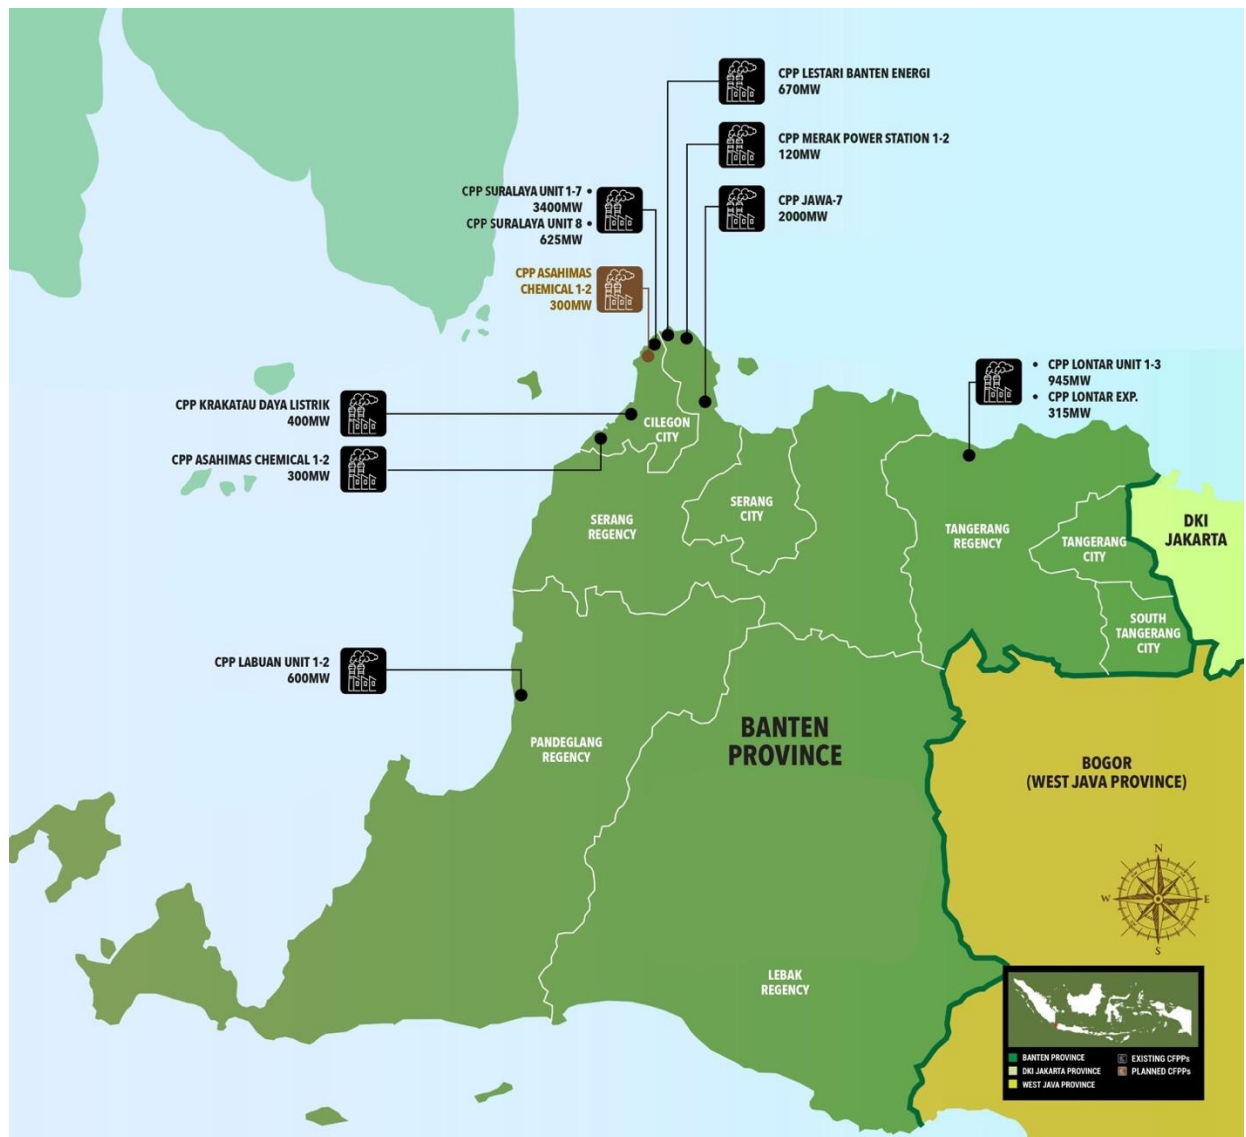 CPP LESTARI BANTEN ENERGI
670MW
CPP MERAK POWER STATION 1-2
120MW
CPP SURALAYA UNIT 1-7 •
3400MW
CPP SURALAYA UNIT 8 •
625MW
CPP JAWA-7
2000MW
CPP ASAHIMAS
CHEMICAL 1-2
300MW
• CPP LONTAR UNIT 1-3
945MW
• CPP LONTAR EXP.
315MW
CPP KRAKATAU DAYA LISTRIK
400MW
CPP ASAHIMAS CHEMICAL 1-2
300MW
CILEGON
CITY
SERANG
REGENCY
SERANG
CITY
TANGERANG
REGENCY
TANGERANG
CITY
DKI
JAKARTA
SOUTH
TANGERANG
CITY
CPP LABUAN UNIT 1-2
600MW
PANDEGLANG
REGENCY
BANTEN
PROVINCE
BOGOR
(WEST JAVA PROVINCE)
N
W
E
S
LEBAK
REGENCY
BANTEN PROVINCE
DKI JAKARTA PROVINCE
WEST JAVA PROVINCE
EXISTING CFPPs
PLANNED CFPPs